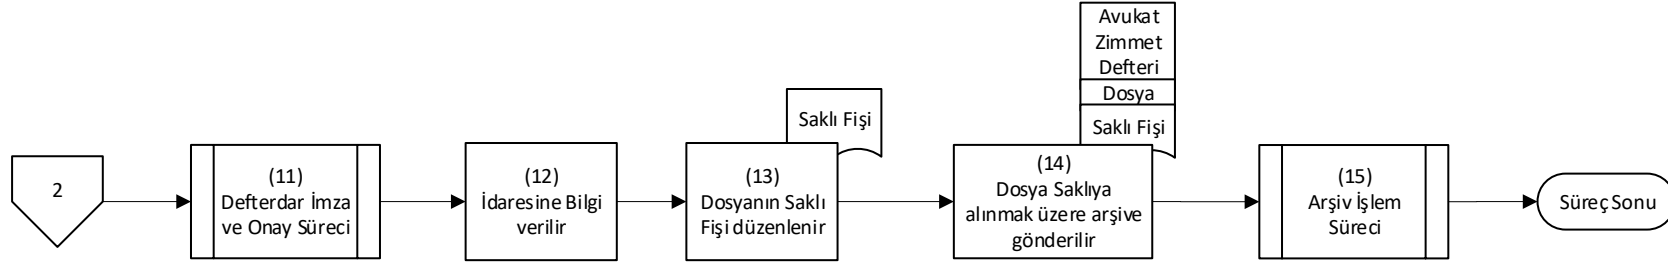 2
(11)
Defterdar İmza
ve Onay Süreci
(12)
İdaresine Bilgi
verilir
Saklı Fişi
(13)
Dosyanın Saklı
Fişi düzenlenir
Avukat
Zimmet
Defteri
Dosya
Saklı Fişi
(14)
Dosya Saklıya
alınmak üzere arşive
gönderilir
(15)
Arşiv İşlem
Süreci
Süreç Sonu